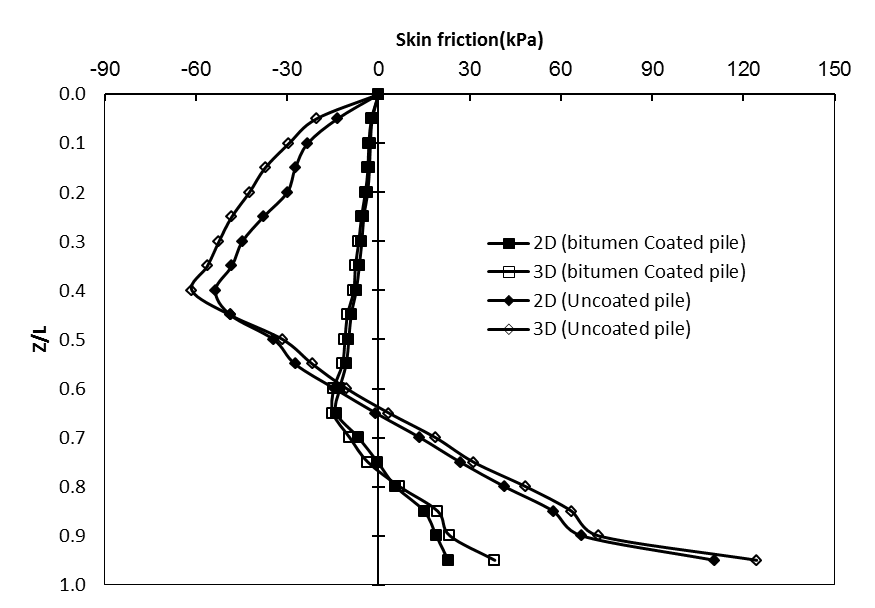 Skin friction(kPa)
-90 -60 -30 0 30 60 90 120 150
0.0
0.1
0.2
0.3
0.4
0.5
0.6
0.7
0.8
0.9
1.0
Z/L
2D (bitumen Coated pile)
3D (bitumen Coated pile)
2D (Uncoated pile)
3D (Uncoated pile)